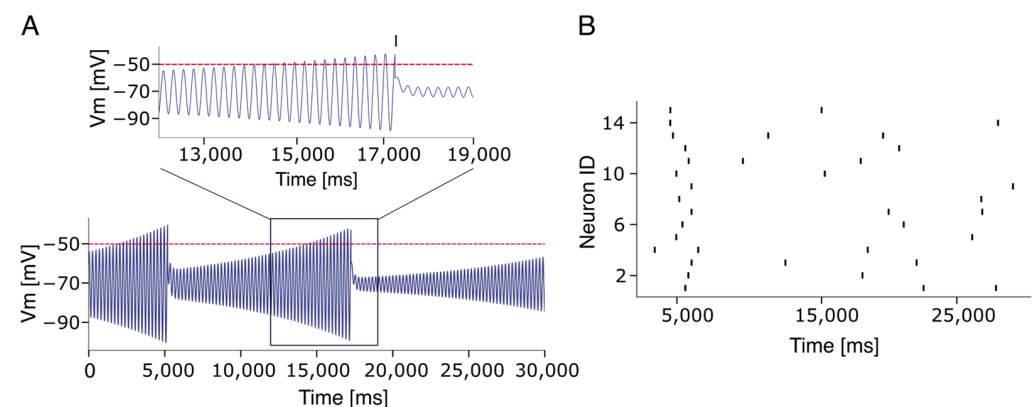 A
B
Vm [mV]
−50
−70
−90
13,000 15,000 17,000 19,000
Time [ms]
Vm [mV]
−50
−70
−90
0 5,000 10,000 15,000 20,000 25,000 30,000
Time [ms]
Neuron ID
14
10
6
2
5,000 15,000 25,000
Time [ms]